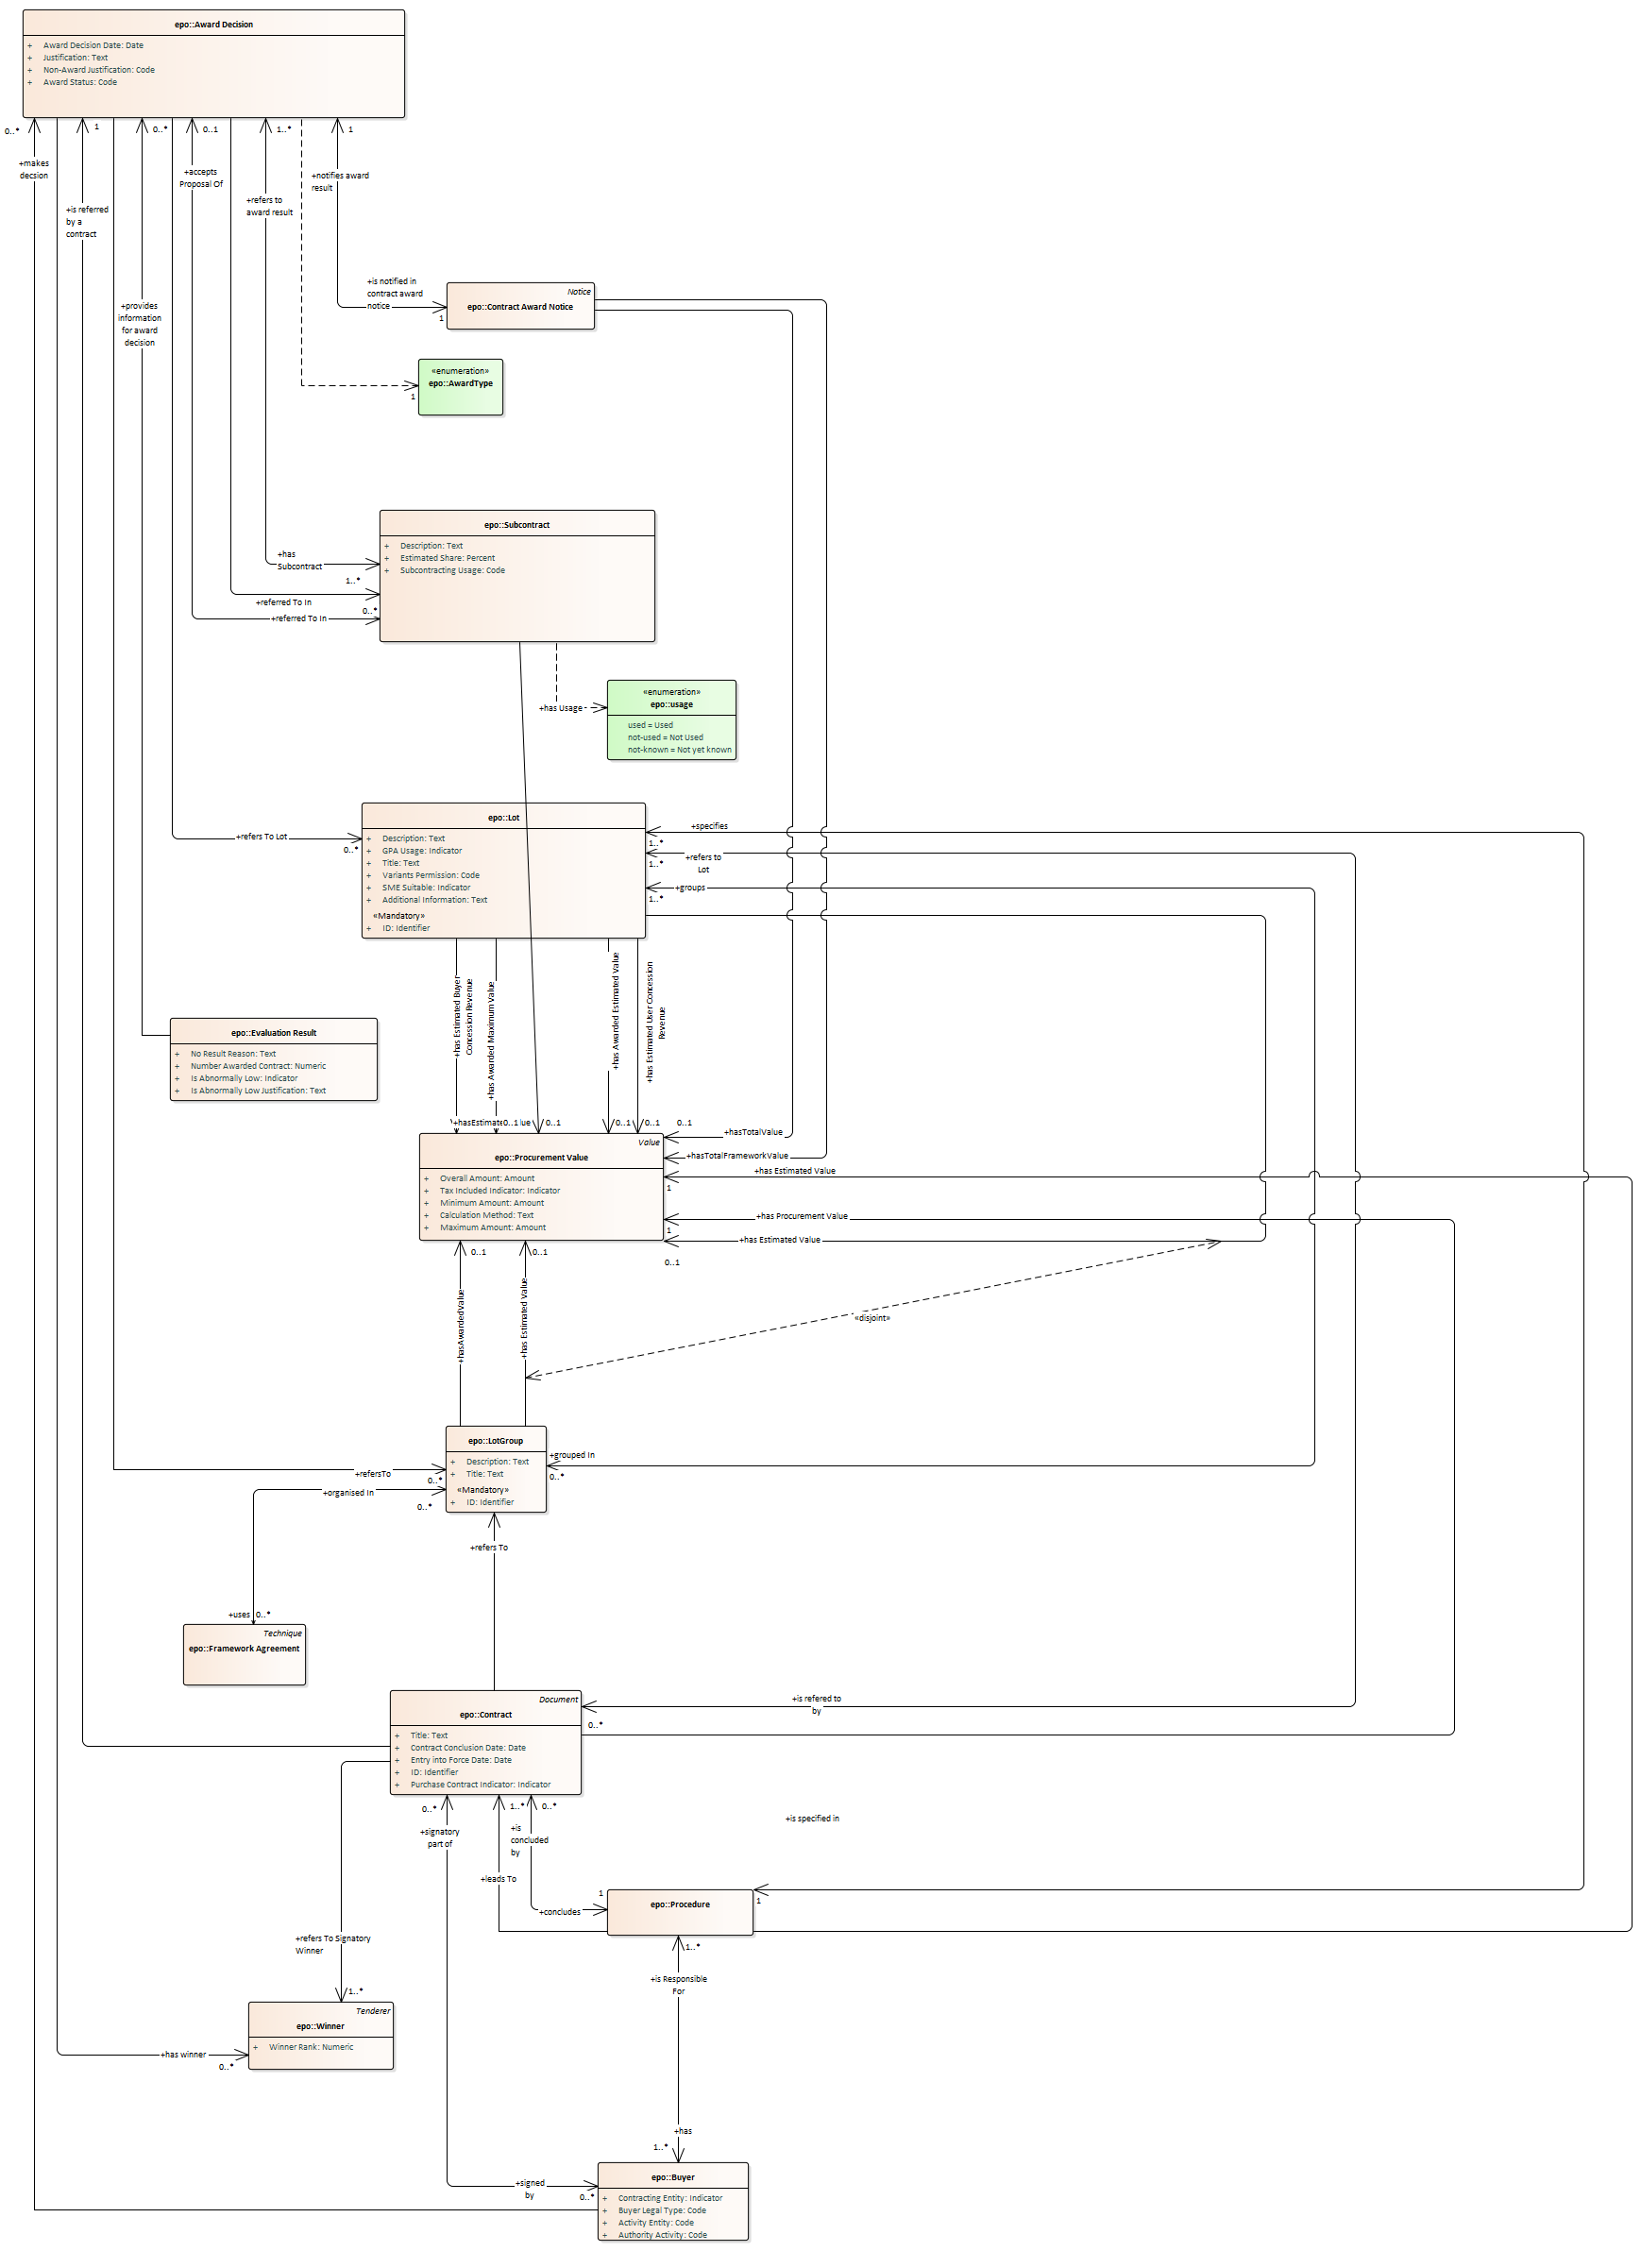 epo::Award Decision
+ Award Decision Date: Date
+ Justification: Text
+ Non-Award Justification: Code
+ Award Status: Code
0..*
1
0..*
0..1
1..*
1
+makes
decsion
+accepts
Proposal Of
+notifies award
result
+is referred
by a
contract
+refers to
award result
+is notified in
contract award
notice
1
Notice
epo::Contract Award Notice
+provides
information
for award
decision
«enumeration»
epo::AwardType
1
epo::Subcontract
+ Description: Text
+ Estimated Share: Percent
+ Subcontracting Usage: Code
+has
Subcontract
1..*
+referred To In
0..*
+referred To In
+has Usage
«enumeration»
epo::usage
used = Used
not-used = Not Used
not-known = Not yet known
epo::Lot
+ Description: Text
+ GPA Usage: Indicator
+ Title: Text
+ Variants Permission: Code
+ SME Suitable: Indicator
+ Additional Information: Text
«Mandatory»
+ ID: Identifier
+refers To Lot
0..*
+specifies
1..*
+refers to
Lot
1..*
+groups
1..*
+has Estimated Buyer
Concession Revenue
+has Awarded Maximum Value
+has Awarded Estimated Value
+has Estimated User Concession
Revenue
epo::Evaluation Result
+ No Result Reason: Text
+ Number Awarded Contract: Numeric
+ Is Abnormally Low: Indicator
+ Is Abnormally Low Justification: Text
0..1
0..1
0..1
0..1
0..1
+hasTotalValue
+hasTotalFrameworkValue
Value
epo::Procurement Value
+ Overall Amount: Amount
+ Tax Included Indicator: Indicator
+ Minimum Amount: Amount
+ Calculation Method: Text
+ Maximum Amount: Amount
+has Estimated Value
1
+has Procurement Value
1
+has Estimated Value
0..1
0..1
0..1
+hasAwardedValue
+has Estimated Value
«disjoint»
epo::LotGroup
+ Description: Text
+ Title: Text
«Mandatory»
+ ID: Identifier
+grouped In
0..*
+refersTo
0..*
+organised In
0..*
+refers To
+uses
0..*
Technique
epo::Framework Agreement
Document
epo::Contract
+ Title: Text
+ Contract Conclusion Date: Date
+ Entry into Force Date: Date
+ ID: Identifier
+ Purchase Contract Indicator: Indicator
+is refered to
by
0..*
0..*
1..*
0..*
+signatory
part of
+is
concluded
by
+is specified in
+leads To
1
+concludes
epo::Procedure
1
+refers To Signatory
Winner
1..*
1..*
+is Responsible
For
Tenderer
epo::Winner
+ Winner Rank: Numeric
+has winner
0..*
+has
1..*
+signed
by
0..*
epo::Buyer
+ Contracting Entity: Indicator
+ Buyer Legal Type: Code
+ Activity Entity: Code
+ Authority Activity: Code